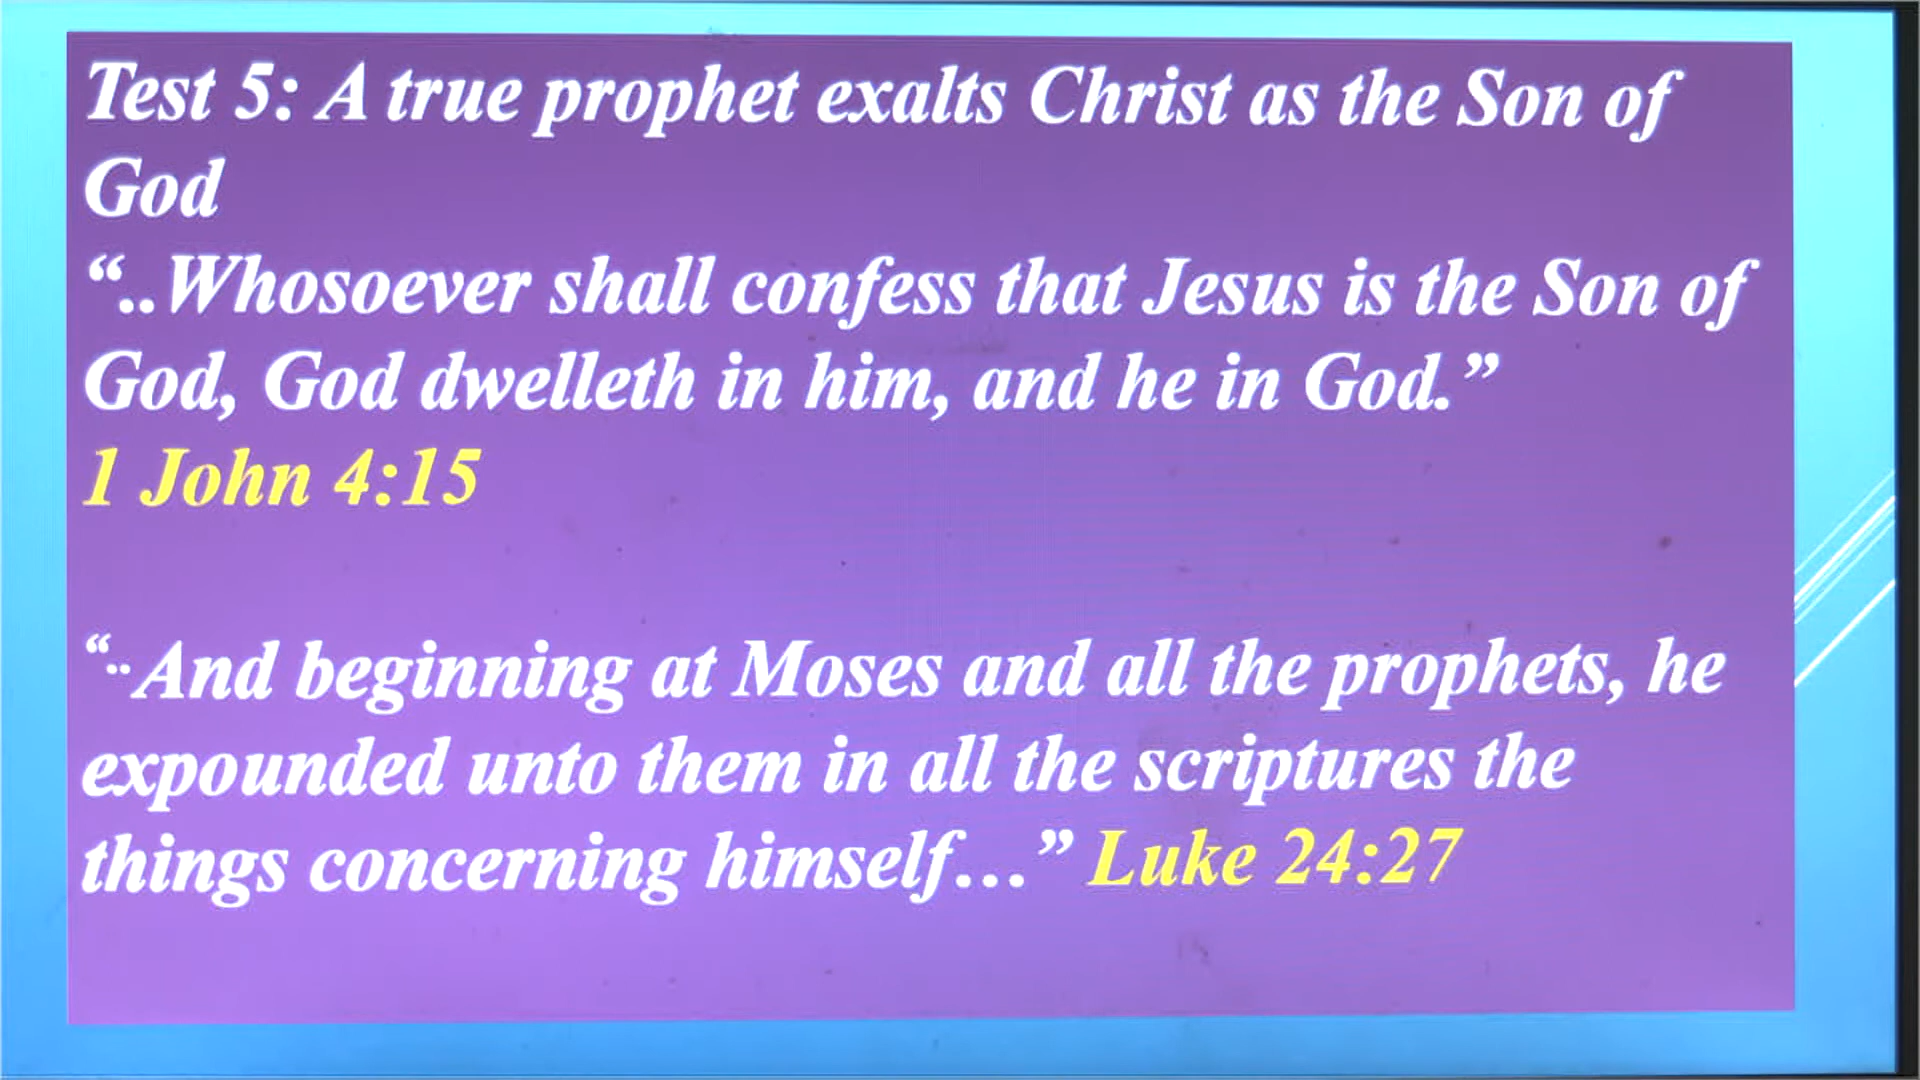 Test 5: A true prophet exalts Christ as the Son of
God
“..Whosoever shall confess that Jesus is the Son of
God, God dwelleth in him, and he in God.”
1 John 4:15
“..And beginning at Moses and all the prophets, he
expounded unto them in all the scriptures the
things concerning himself…” Luke 24:27